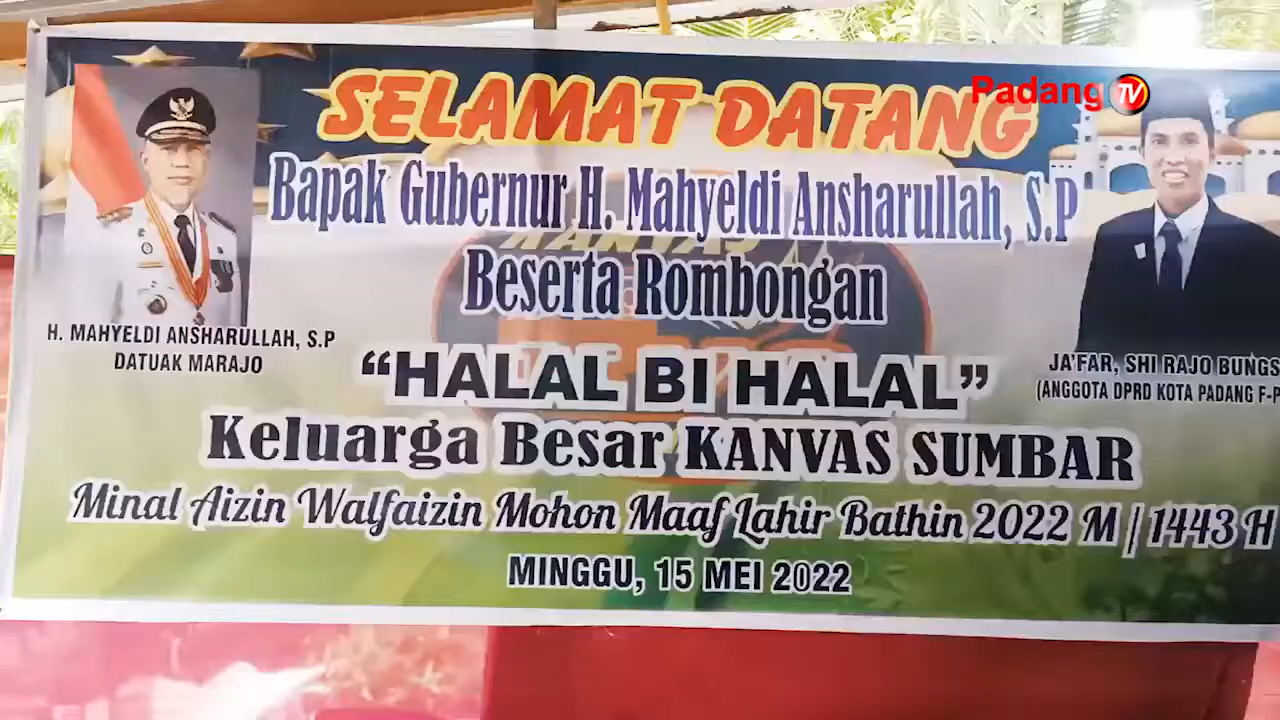 Padang TV
SELAMAT DATANG
Bapak Gubernur H. Mahyeldi Ansharullah, S.P
Beserta Rombongan
H. MAHYELDI ANSHARULLAH, S.P
DATUAK MARAJO
JA'FAR, SHI RAJO BUNGS
(ANGGOTA DPRD KOTA PADANG F-P
KANVAS
"HALAL BI HALAL"
Keluarga Besar KANVAS SUMBAR
Minal Aizin Walfaizin Mohon Maaf Lahir Bathin 2022 M / 1443 H
MINGGU, 15 MEI 2022